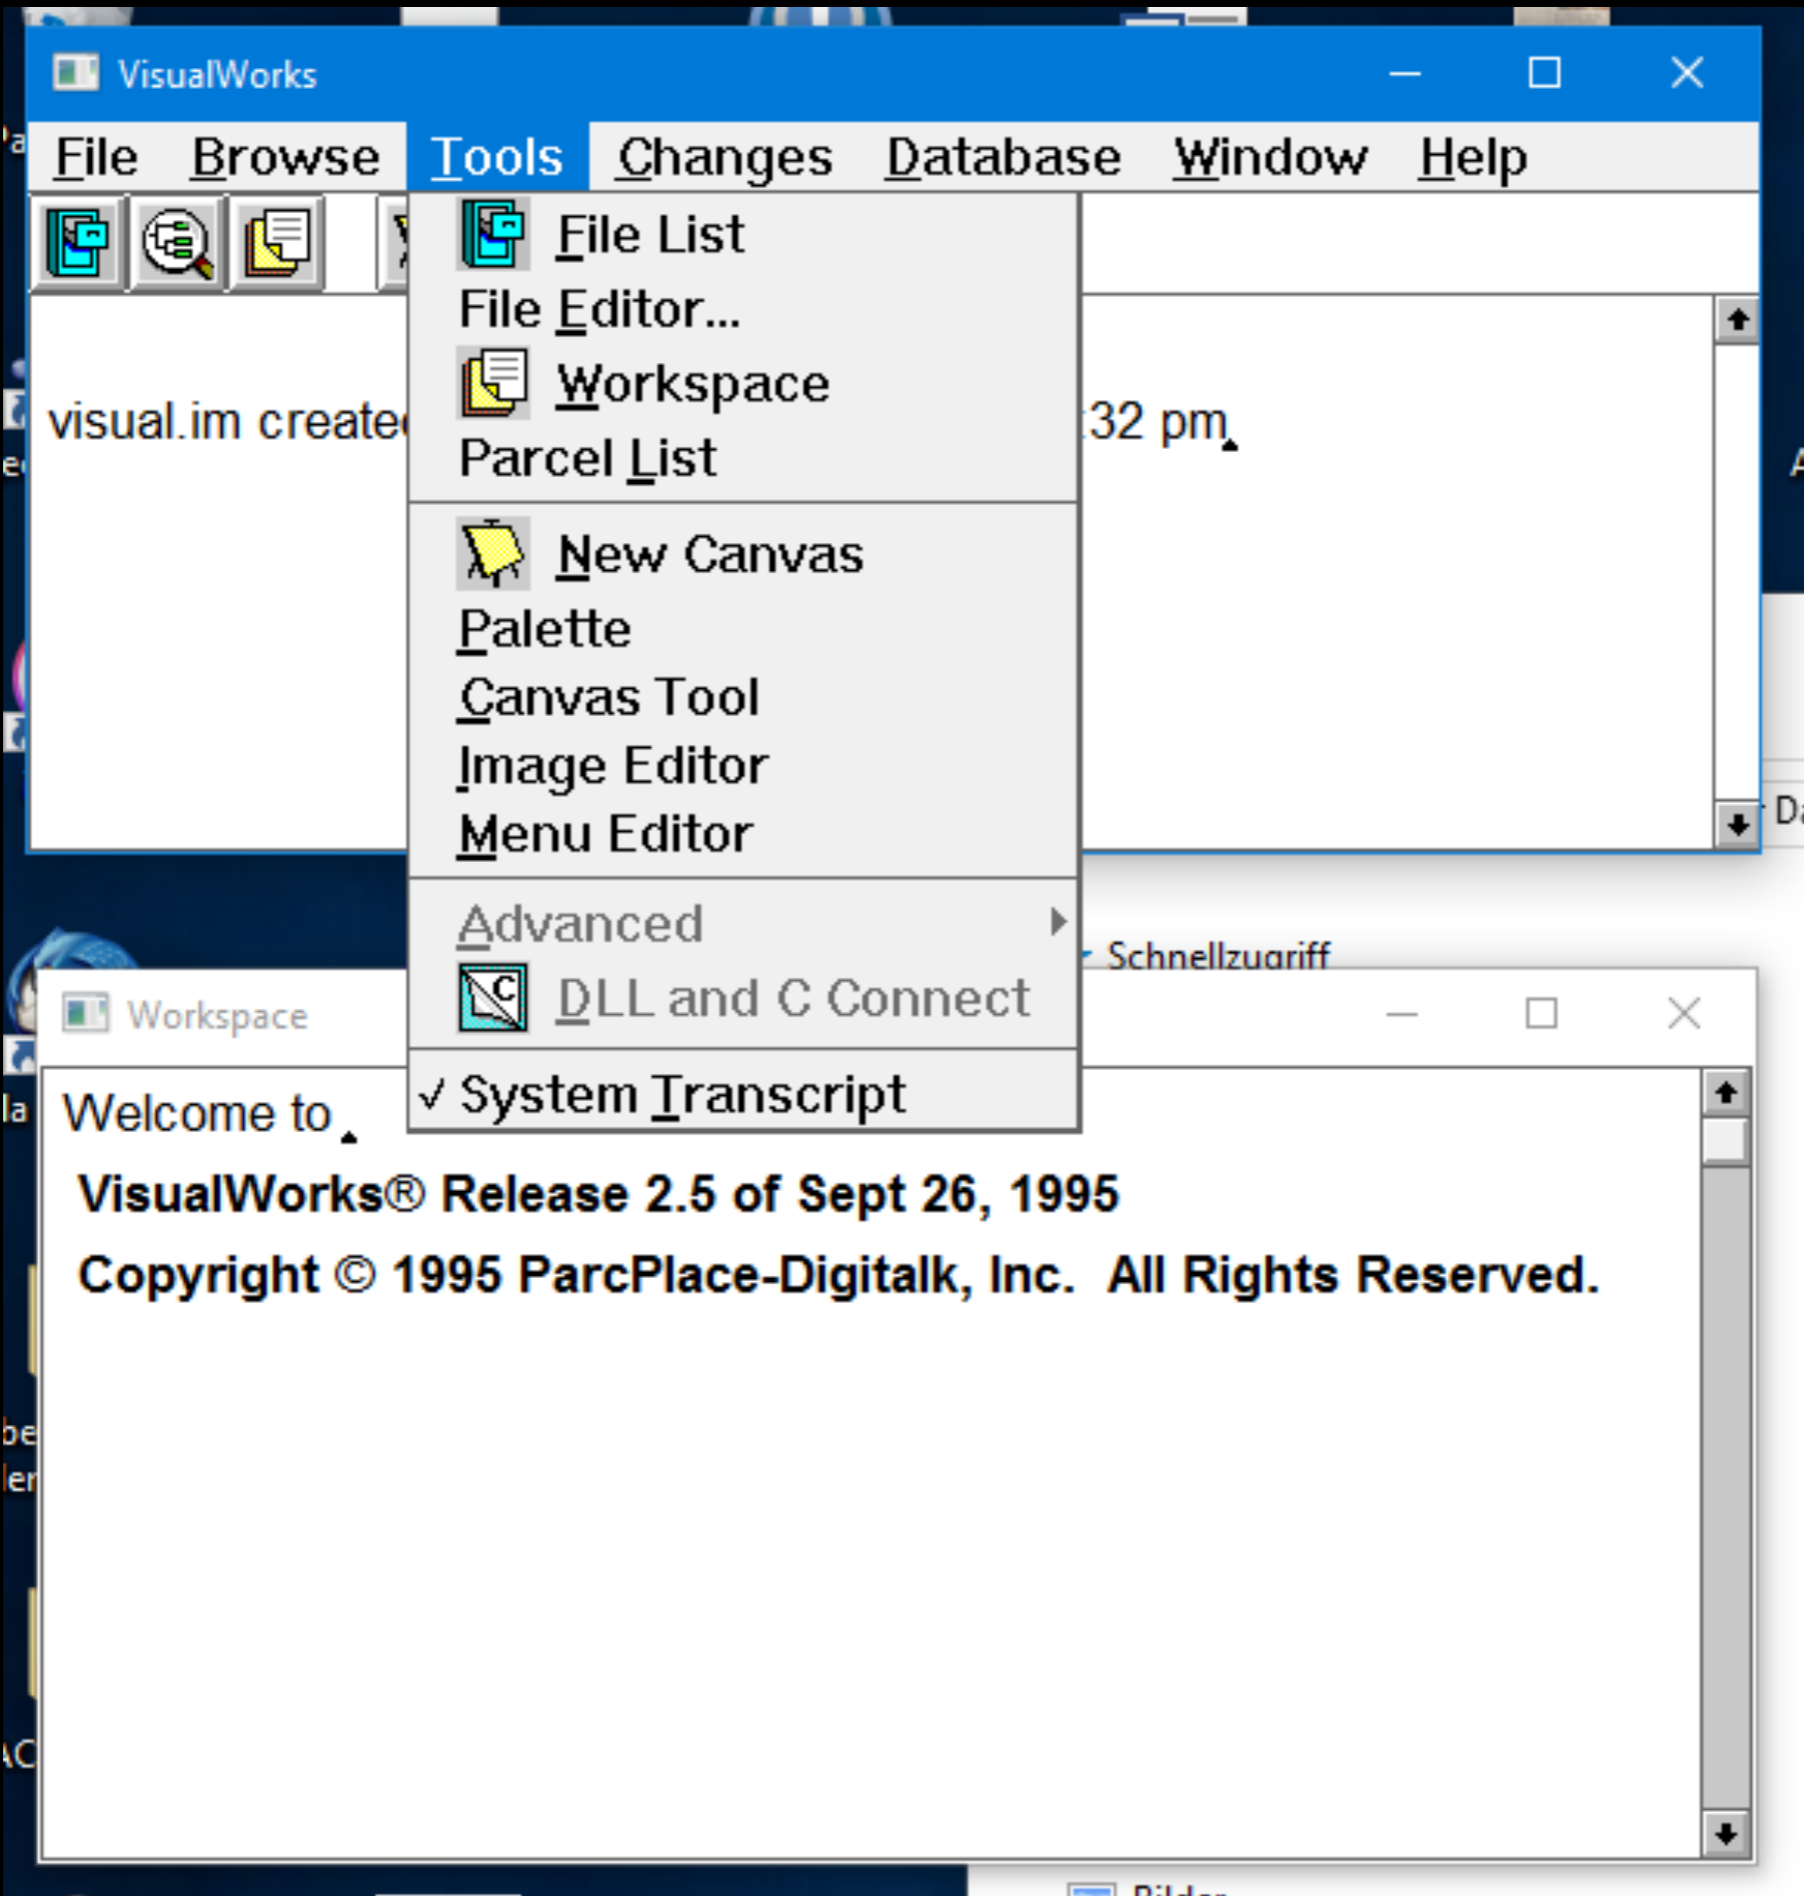 VisualWorks
File Browse Tools Changes Database Window Help
File List
File Editor...
Workspace
visual.im 32 pm
Parcel List
New Canvas
Palette
Canvas Tool
Image Editor
Menu Editor
Advanced
DLL and C Connect
System Transcript
Schnellzugriff
Workspace
Welcome to
VisualWorks® Release 2.5 of Sept 26, 1995
Copyright © 1995 ParcPlace-Digitalk, Inc. All Rights Reserved.